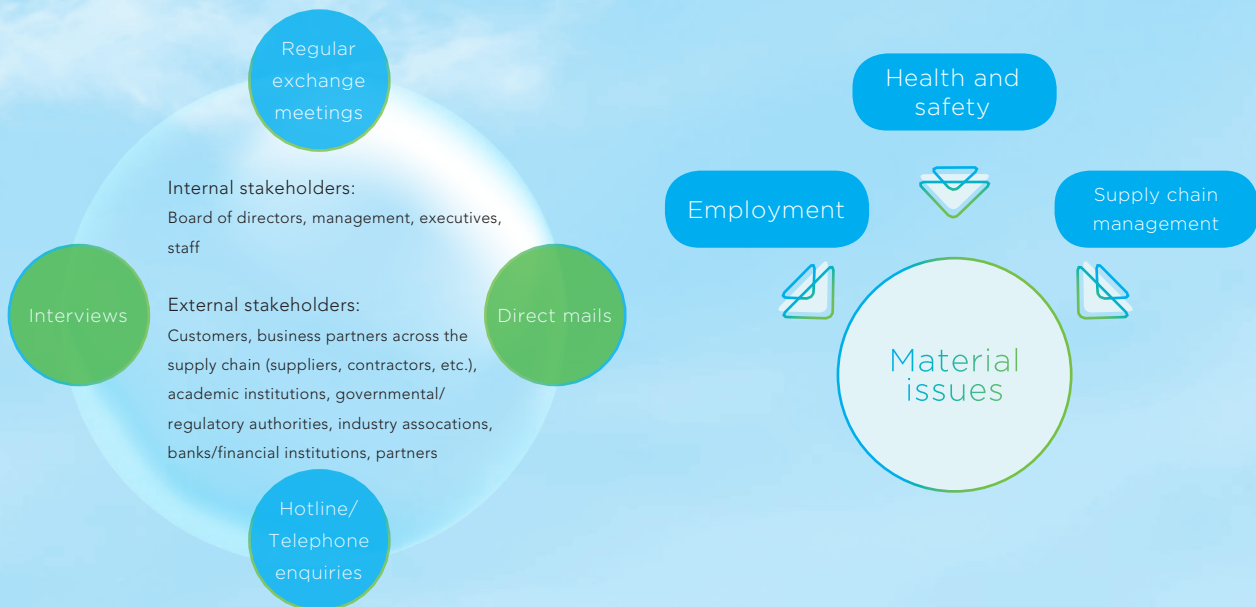 Regular
exchange
meetings
Internal stakeholders:
Board of directors, management, executives,
staff
Interviews
External stakeholders:
Customers, business partners across the
supply chain (suppliers, contractors, etc.),
academic institutions, governmental/
regulatory authorities, industry assocations,
banks/financial institutions, partners
Direct mails
Hotline/
Telephone
enquiries
Health and
safety
Employment
Supply chain
management
Material
issues